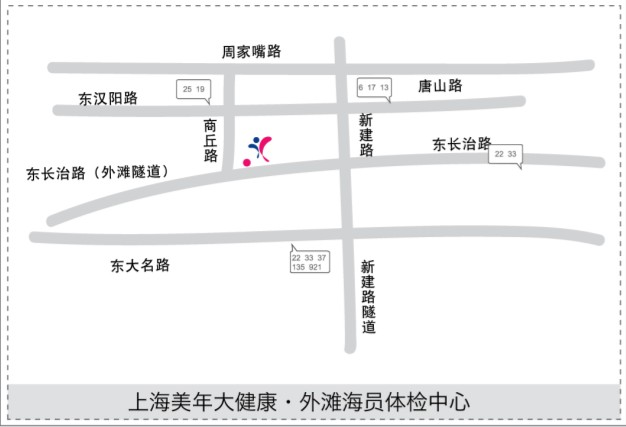 周家嘴路
25 19
6 17 13
唐山路
东汉阳路
商丘路
新建路
东长治路
22 33
东长治路（外滩隧道）
22 33 37
135 921
东大名路
新建路隧道
上海美年大健康·外滩海员体检中心